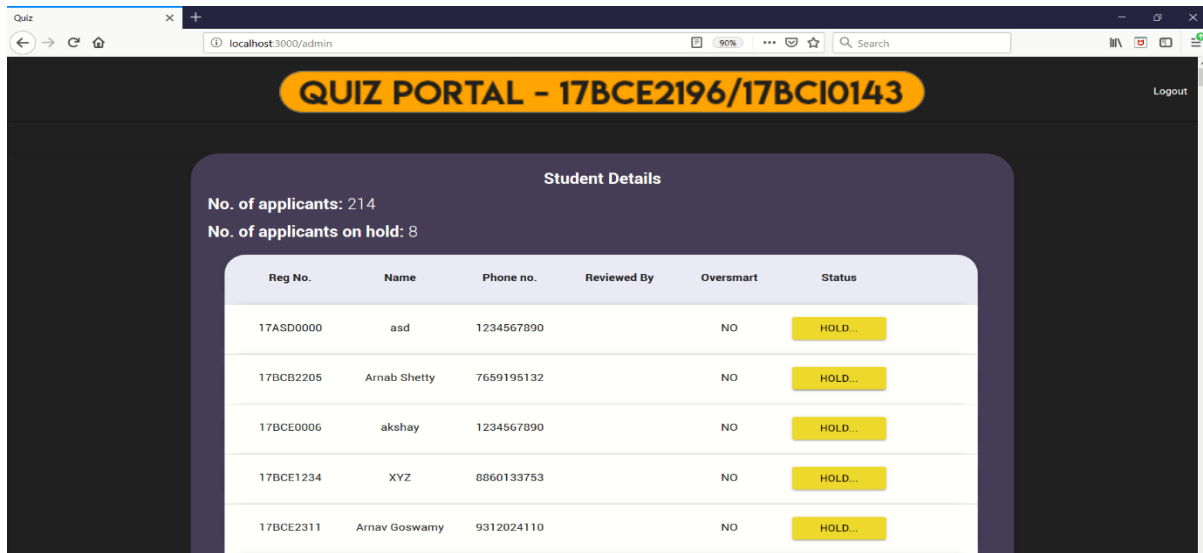 Quiz
localhost:3000/admin 90% Search
QUIZ PORTAL - 17BCE2196/17BCI0143
Logout
Student Details
No. of applicants: 214
No. of applicants on hold: 8
Reg No. Name Phone no. Reviewed By Oversmart Status
17ASD0000 asd 1234567890 NO HOLD...
17BCB2205 Arnab Shetty 7659195132 NO HOLD...
17BCE0006 akshay 1234567890 NO HOLD...
17BCE1234 XYZ 8860133753 NO HOLD...
17BCE2311 Arnav Goswamy 9312024110 NO HOLD...